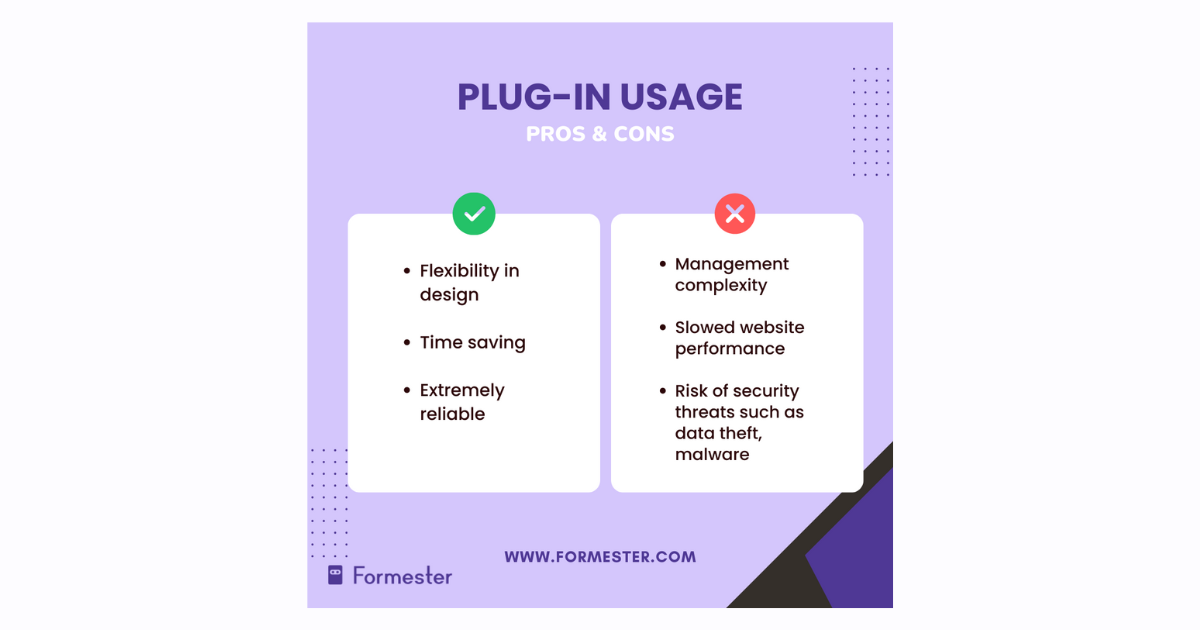 PLUG-IN USAGE
PROS & CONS
• Flexibility in
design
• Time saving
• Extremely
reliable
• Management
complexity
• Slowed website
performance
• Risk of security
threats such as
data theft,
malware
WWW.FORMESTER.COM
Formester